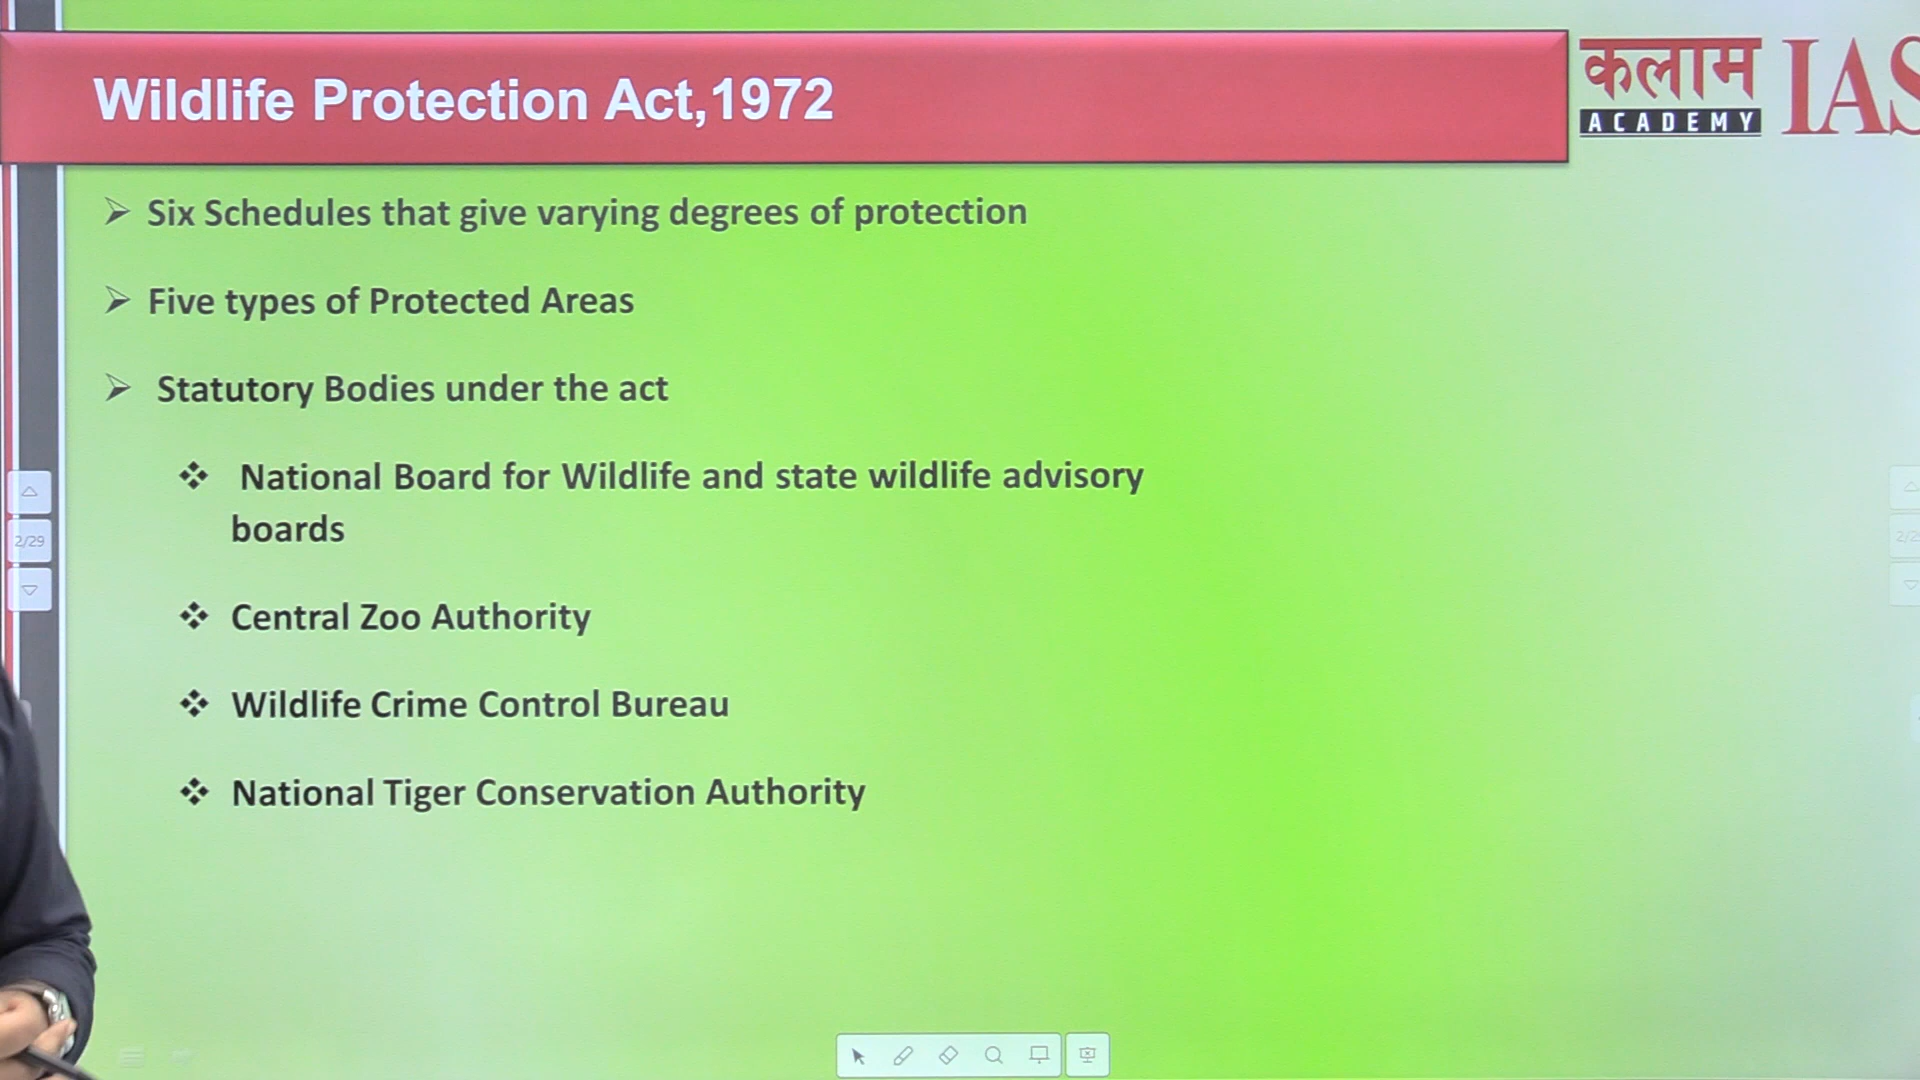 Wildlife Protection Act,1972
कलाम
ACADEMY
IAS
➢ Six Schedules that give varying degrees of protection
➢ Five types of Protected Areas
➢ Statutory Bodies under the act
❖ National Board for Wildlife and state wildlife advisory
boards
❖ Central Zoo Authority
❖ Wildlife Crime Control Bureau
❖ National Tiger Conservation Authority
2/29